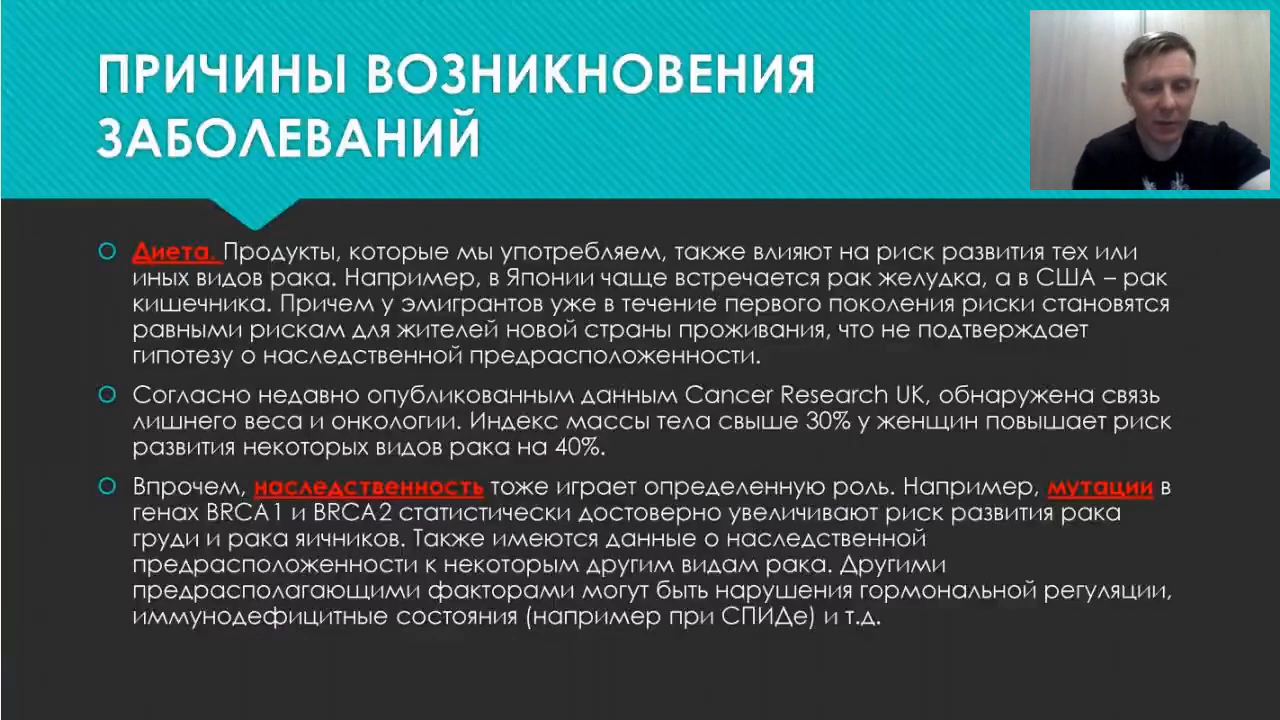 ПРИЧИНЫ ВОЗНИКНОВЕНИЯ
ЗАБОЛЕВАНИЙ
Диета. Продукты, которые мы употребляем, также влияют на риск развития тех или
иных видов рака. Например, в Японии чаще встречается рак желудка, а в США – рак
кишечника. Причем у эмигрантов уже в течение первого поколения риски становятся
равными рискам для жителей новой страны проживания, что не подтверждает
гипотезу о наследственной предрасположенности.
Согласно недавно опубликованным данным Cancer Research UK, обнаружена связь
лишнего веса и онкологии. Индекс массы тела свыше 30% у женщин повышает риск
развития некоторых видов рака на 40%.
Впрочем, наследственность тоже играет определенную роль. Например, мутации в
генах BRCA1 и BRCA2 статистически достоверно увеличивают риск развития рака
груди и рака яичников. Также имеются данные о наследственной
предрасположенности к некоторым другим видам рака. Другими
предрасполагающими факторами могут быть нарушения гормональной регуляции,
иммунодефицитные состояния (например при СПИДе) и т.д.